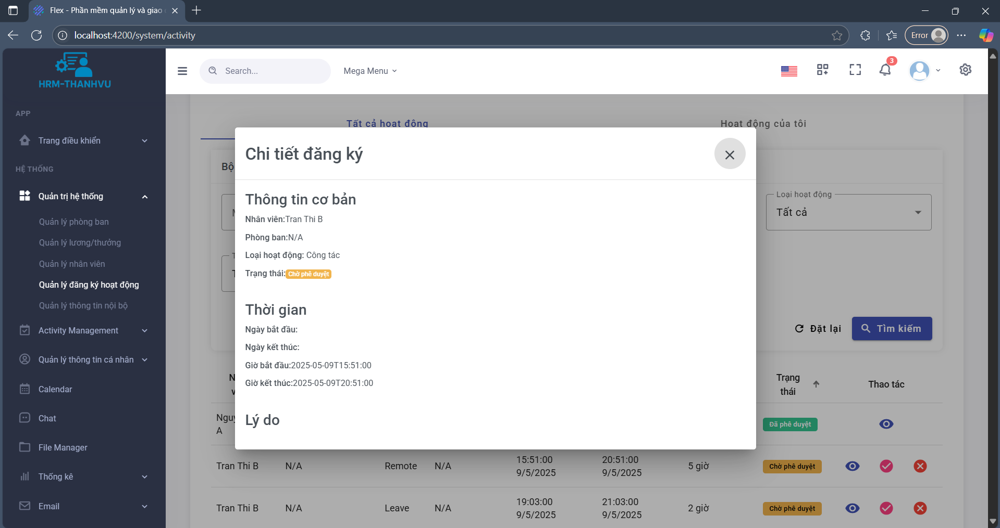 Flex - Phần mềm quản lý và giao
localhost:4200/system/activity
Error
HRM-THANHVU
Search...
Mega Menu
3
APP
Trang điều khiển
HỆ THỐNG
Quản trị hệ thống
Quản lý phòng ban
Quản lý lương/thưởng
Quản lý nhân viên
Quản lý đăng ký hoạt động
Quản lý thông tin nội bộ
Activity Management
Quản lý thông tin cá nhân
Calendar
Chat
File Manager
Thống kê
Email
Tất cả hoạt động
Hoạt động của tôi
Bộ
Loại hoạt động
Tất cả
Đặt lại
Tìm kiếm
Chi tiết đăng ký
Thông tin cơ bản
Nhân viên:Tran Thi B
Phòng ban:N/A
Loại hoạt động: Công tác
Trạng thái:Chờ phê duyệt
Thời gian
Ngày bắt đầu:
Ngày kết thúc:
Giờ bắt đầu:2025-05-09T15:51:00
Giờ kết thúc:2025-05-09T20:51:00
Lý do
Trạng
thái
Thao tác
A
Đã phê duyệt
Tran Thi B N/A Remote N/A 15:51:00 20:51:00 5 giờ Chờ phê duyệt
9/5/2025 9/5/2025
Tran Thi B N/A Leave N/A 19:03:00 21:03:00 2 giờ Chờ phê duyệt
9/5/2025 9/5/2025